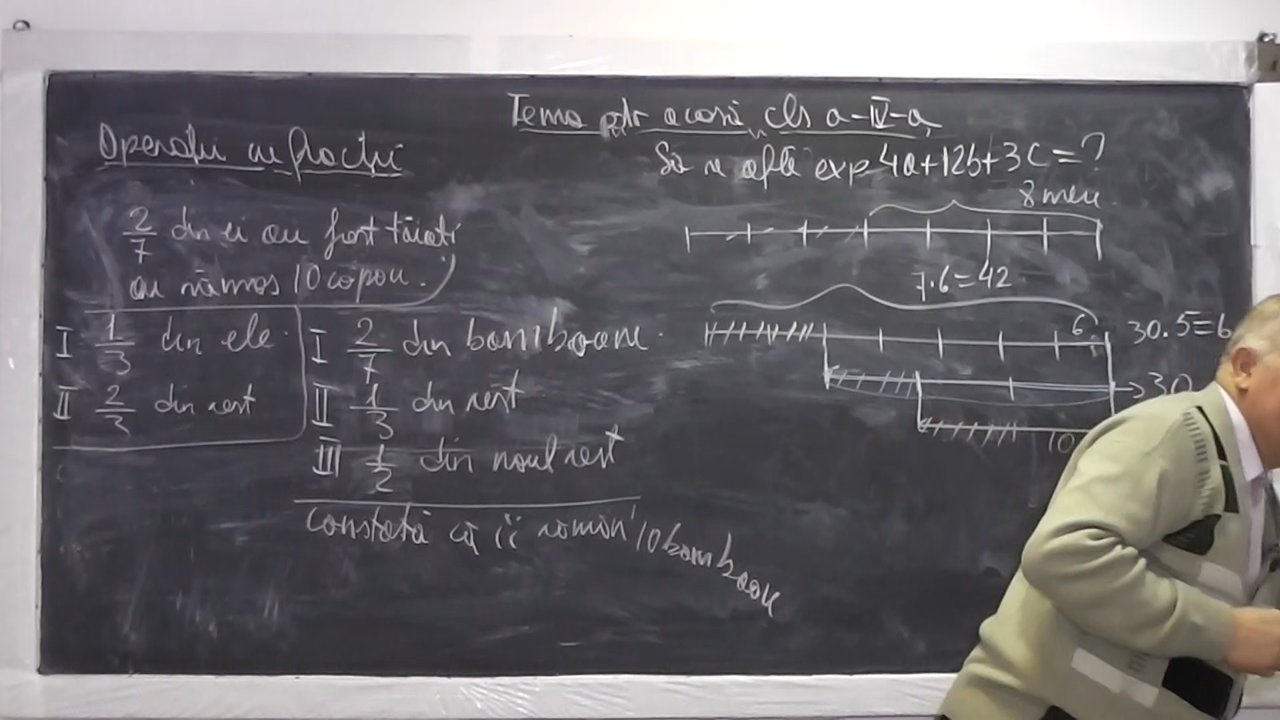 Tema ptr acasă cls a-IV-a
Operații cu fracții
Să se afle exp 4a+12b+3c=?
8 mere
2/7 din ei au fost tăiați
au rămas 10 copaci.
7·6=42
I 1/3 din ele
II 2/3 din rest
I 2/7 din bomboane.
II 1/3 din rest
III 1/2 din noul rest
constată că îi rămân 10 bomboane
6
30:5=6
→30
10